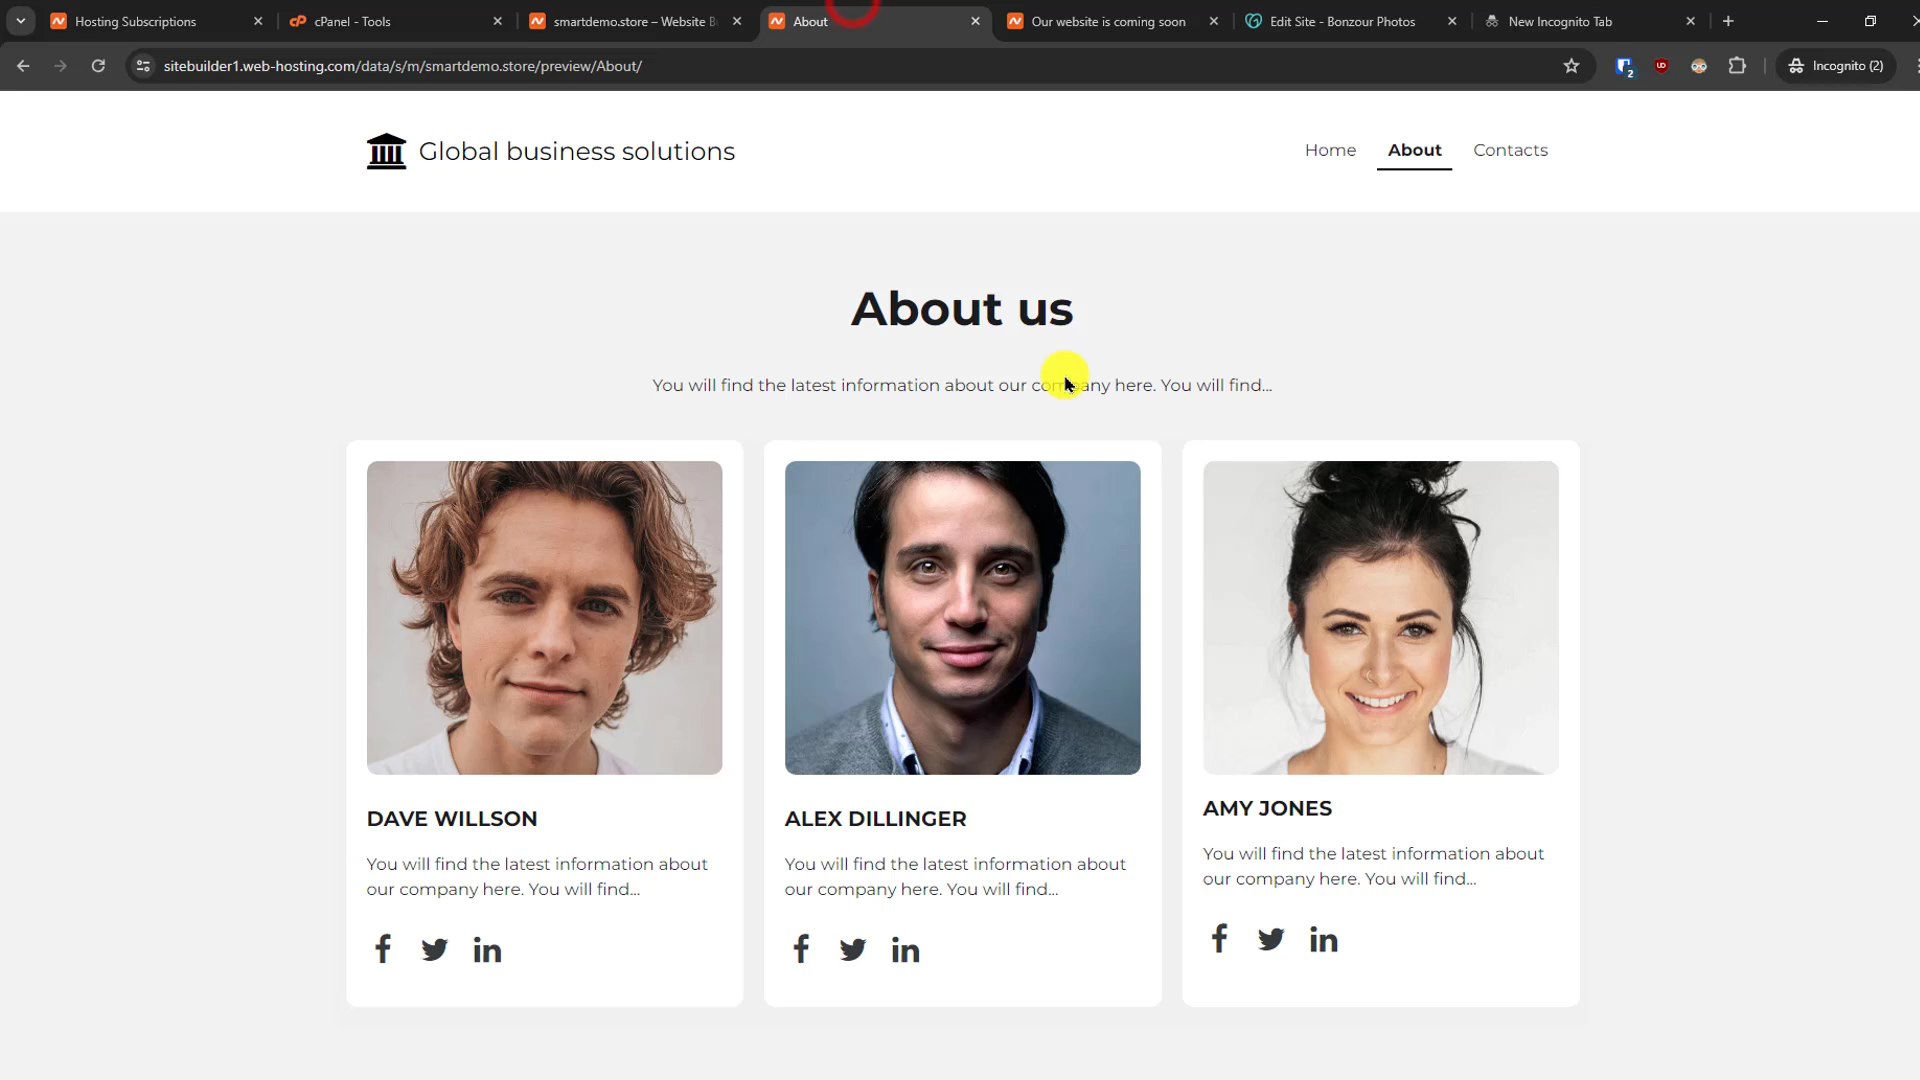 Hosting Subscriptions
cPanel - Tools
smartdemo.store – Website B
About
Our website is coming soon
Edit Site - Bonzour Photos
New Incognito Tab
sitebuilder1.web-hosting.com/data/s/m/smartdemo.store/preview/About/
2
Incognito (2)
Global business solutions
Home
About
Contacts
About us
You will find the latest information about our company here. You will find...
DAVE WILLSON
You will find the latest information about
our company here. You will find...
ALEX DILLINGER
You will find the latest information about
our company here. You will find...
AMY JONES
You will find the latest information about
our company here. You will find...